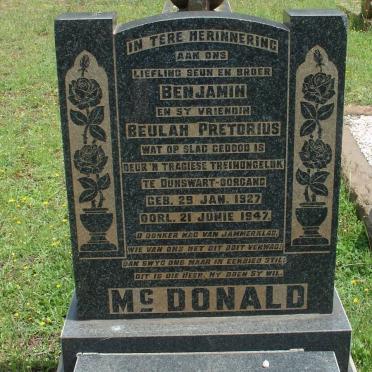 IN TERE HERINNERING
AAN ONS
LIEFLING SEUN EN BROER
BENJAMIN
EN SY VRIENDIN
BEULAH PRETORIUS
WAT OP SLAG GEDOOD IS
DEUR 'N TRAGIESE TREINONGELUK
TE DUNSWART-OORGANG
GEB. 29 JAN. 1927
OORL. 21 JUNIE 1947.
O DONKER NAG VAN JAMMERKLAG,
WIE VAN ONS HET DIT OOIT VERWAG,
DAN SWYG ONS MAAR IN EERBIED STIL:
DIT IS DIE HEER, HY DOEN SY WIL.
MC DONALD